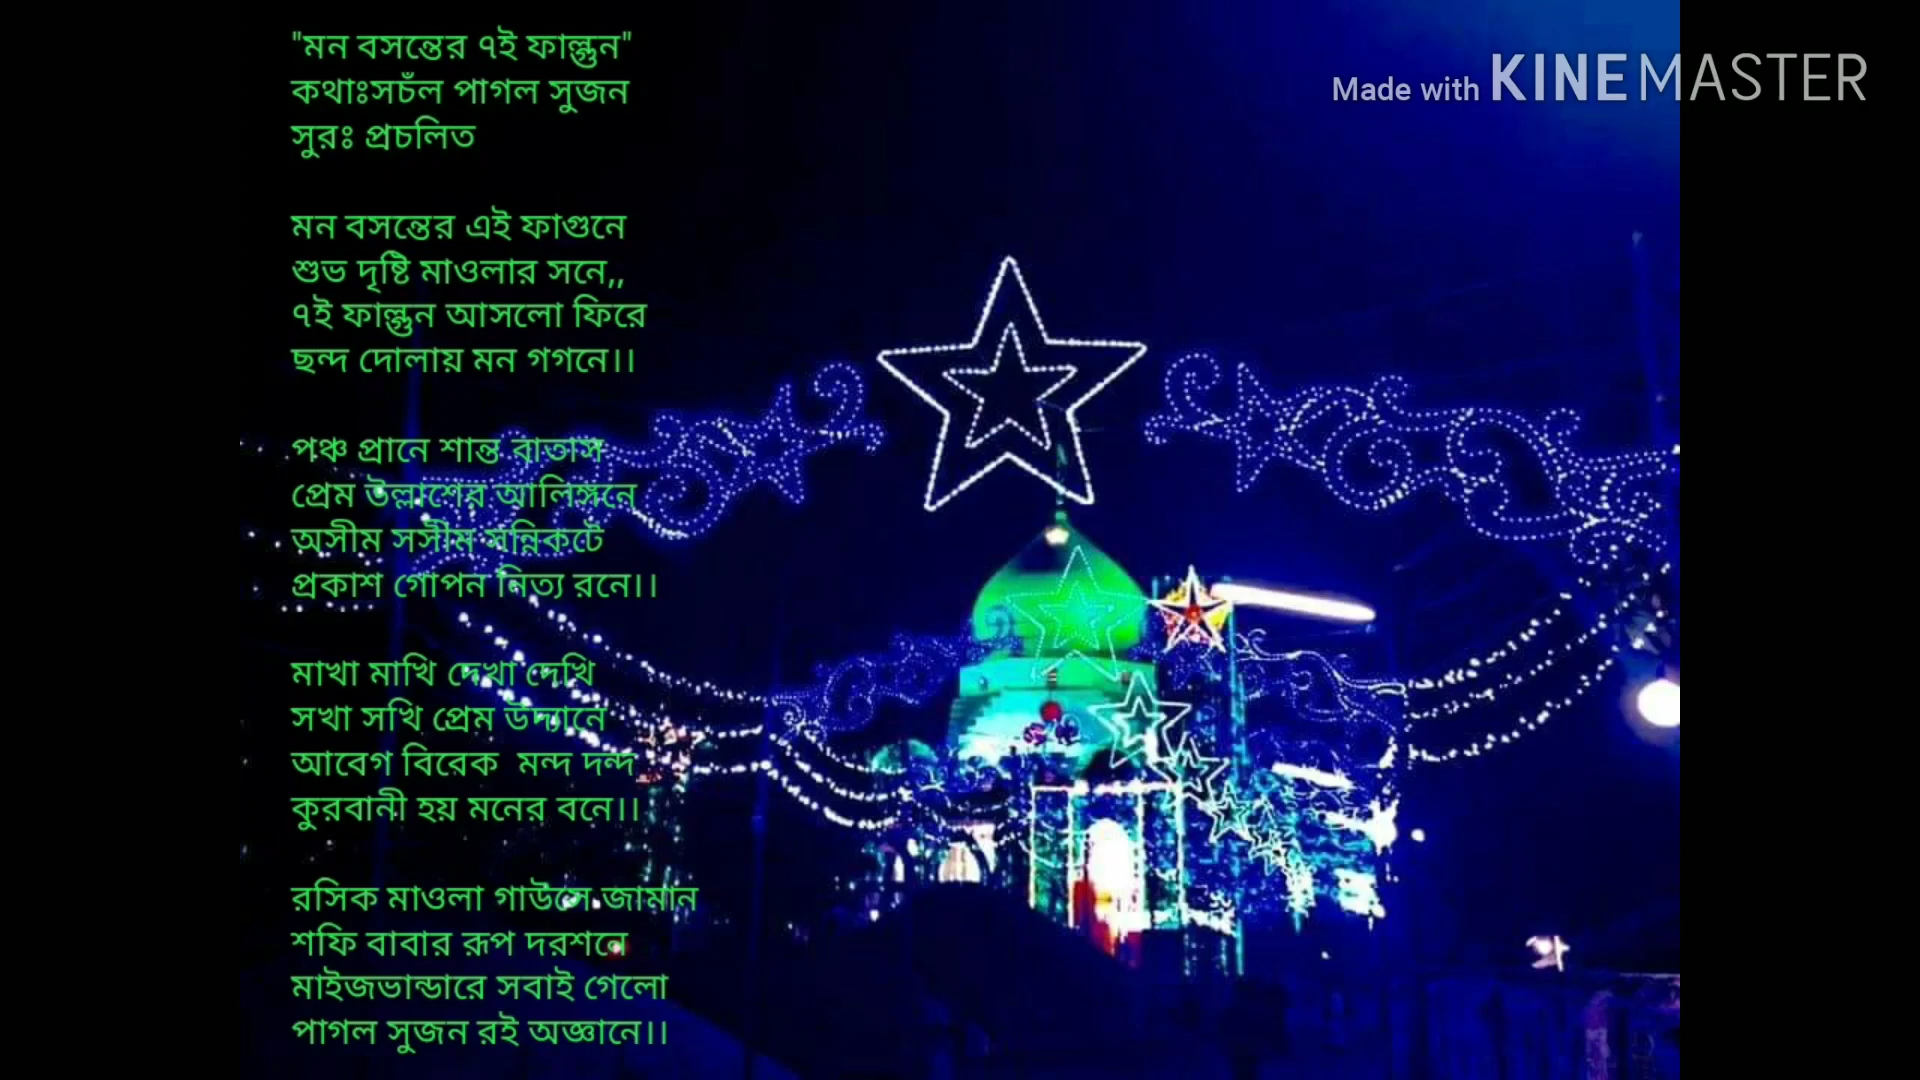 "মন বসন্তের ৭ই ফাল্গুন"
কথাঃসচঁল পাগল সুজন
সুরঃ প্রচলিত
মন বসন্তের এই ফাগুনে
শুভ দৃষ্টি মাওলার সনে,,
৭ই ফাল্গুন আসলো ফিরে
ছন্দ দোলায় মন গগনে।।
পঞ্চ প্রানে শান্ত বাতাস
প্রেম উল্লাশের আলিঙ্গনে
অসীম সসীম সন্নিকটে
প্রকাশ গোপন নিত্য রনে।।
মাখা মাখি দেখা দেখি
সখা সখি প্রেম উদ্যানে
আবেগ বিবেক মন্দ দন্দ
কুরবানী হয় মনের বনে।।
রসিক মাওলা গাউসে জামান
শফি বাবার রূপ দরশনে
মাইজভান্ডারে সবাই গেলো
পাগল সুজন রই অজ্ঞানে।।
Made with KINEMASTER